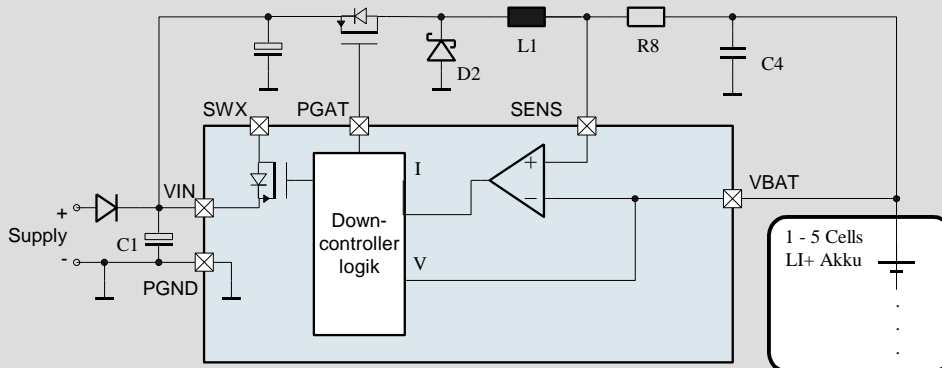 L1
R8
D2
C4
SWX
PGAT
SENS
I
+
VIN
VBAT
+
Supply
-
C1
Down-
controller
logik
−
V
PGND
1 - 5 Cells
LI+ Akku